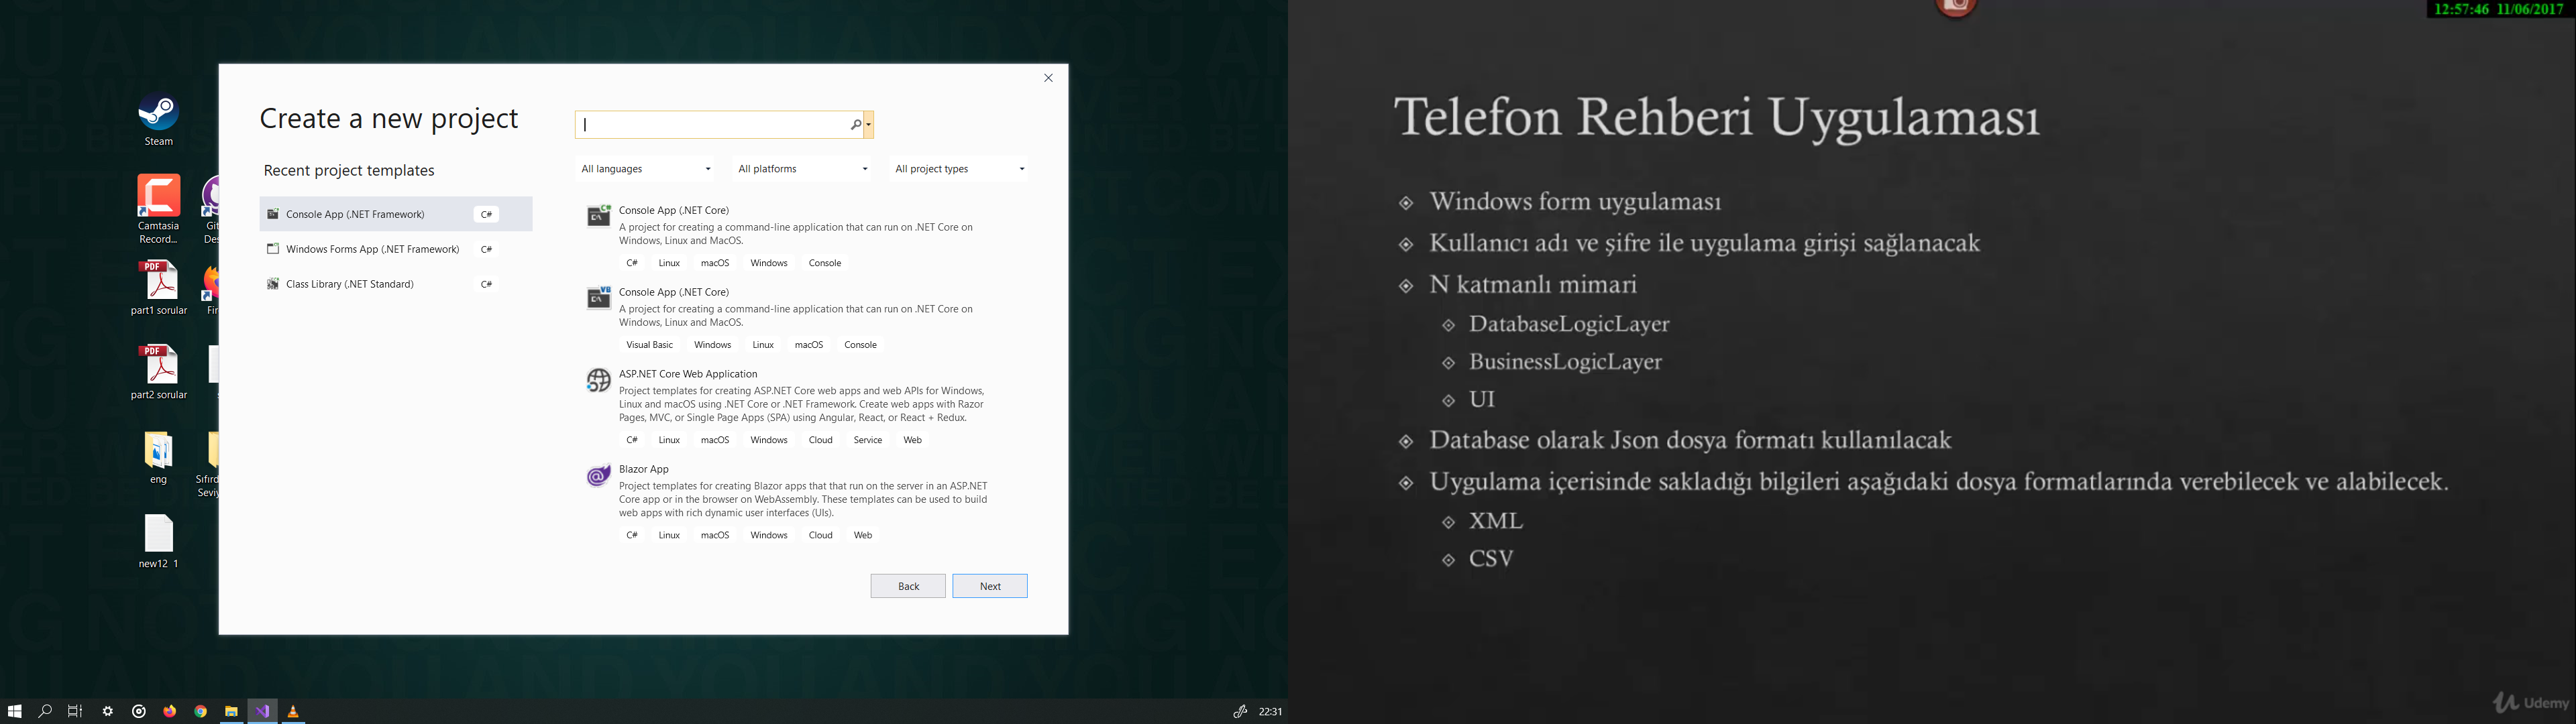 Steam
Camtasia
Record...
Git
Des
part1 sorular
Fir
part2 sorular
eng
Sıfırd
Seviy
new12 1
Create a new project
Recent project templates
Console App (.NET Framework) C#
Windows Forms App (.NET Framework) C#
Class Library (.NET Standard) C#
All languages All platforms All project types
Console App (.NET Core)
A project for creating a command-line application that can run on .NET Core on
Windows, Linux and MacOS.
C# Linux macOS Windows Console
Console App (.NET Core)
A project for creating a command-line application that can run on .NET Core on
Windows, Linux and MacOS.
Visual Basic Windows Linux macOS Console
ASP.NET Core Web Application
Project templates for creating ASP.NET Core web apps and web APIs for Windows,
Linux and macOS using .NET Core or .NET Framework. Create web apps with Razor
Pages, MVC, or Single Page Apps (SPA) using Angular, React, or React + Redux.
C# Linux macOS Windows Cloud Service Web
Blazor App
Project templates for creating Blazor apps that that run on the server in an ASP.NET
Core app or in the browser on WebAssembly. These templates can be used to build
web apps with rich dynamic user interfaces (UIs).
C# Linux macOS Windows Cloud Web
Back Next
22:31
12:57:46 11/06/2017
Telefon Rehberi Uygulaması
Windows form uygulaması
Kullanıcı adı ve şifre ile uygulama girişi sağlanacak
N katmanlı mimari
DatabaseLogicLayer
BusinessLogicLayer
UI
Database olarak Json dosya formatı kullanılacak
Uygulama içerisinde sakladığı bilgileri aşağıdaki dosya formatlarında verebilecek ve alabilecek.
XML
CSV
Udemy